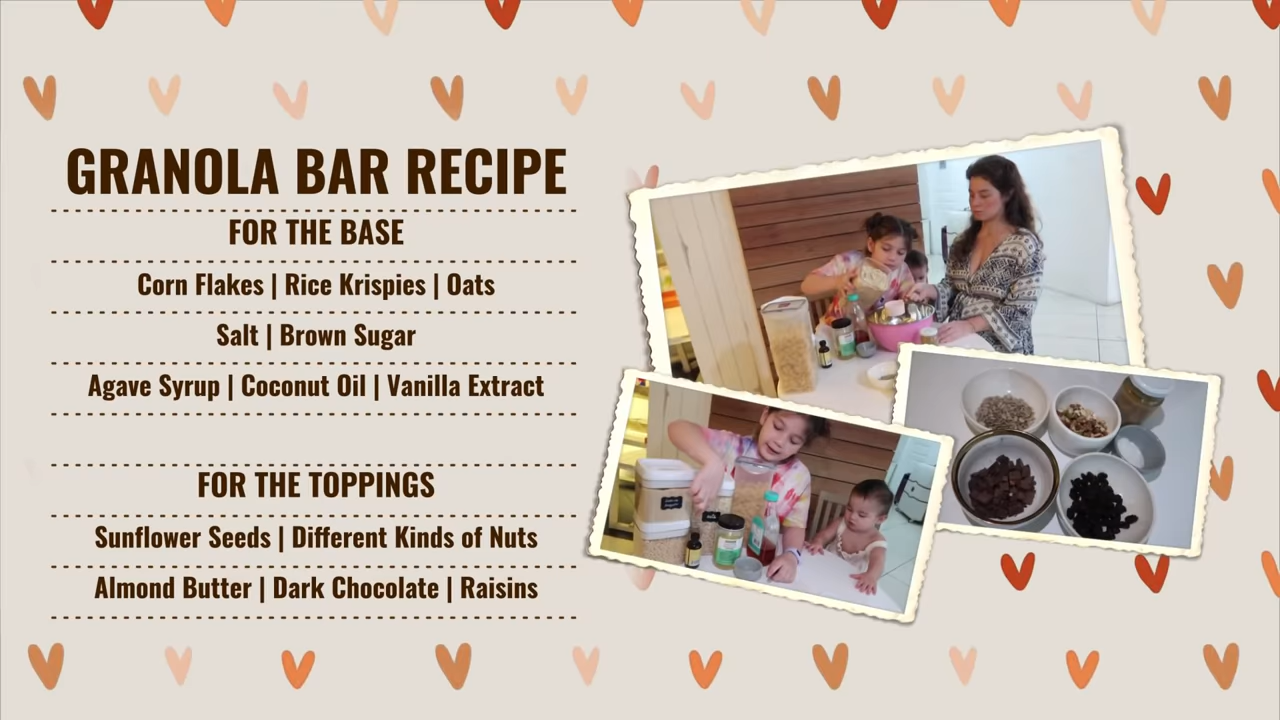 GRANOLA BAR RECIPE
FOR THE BASE
Corn Flakes | Rice Krispies | Oats
Salt | Brown Sugar
Agave Syrup | Coconut Oil | Vanilla Extract
FOR THE TOPPINGS
Sunflower Seeds | Different Kinds of Nuts
Almond Butter | Dark Chocolate | Raisins